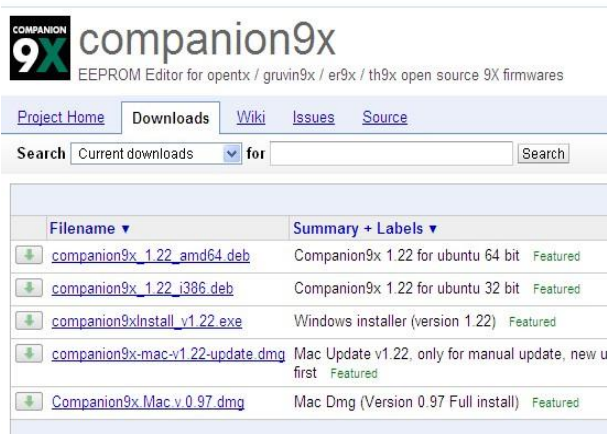 COMPANION
9X
companion9x
EEPROM Editor for opentx / gruvin9x / er9x / th9x open source 9X firmwares
Project Home Downloads Wiki Issues Source
Search Current downloads for Search
Filename ▼ Summary + Labels ▼
companion9x_1.22_amd64.deb Companion9x 1.22 for ubuntu 64 bit Featured
companion9x_1.22_i386.deb Companion9x 1.22 for ubuntu 32 bit Featured
companion9xInstall_v1.22.exe Windows installer (version 1.22) Featured
companion9x-mac-v1.22-update.dmg Mac Update v1.22, only for manual update, new u
first Featured
Companion9x.Mac.v.0.97.dmg Mac Dmg (Version 0.97 Full install) Featured